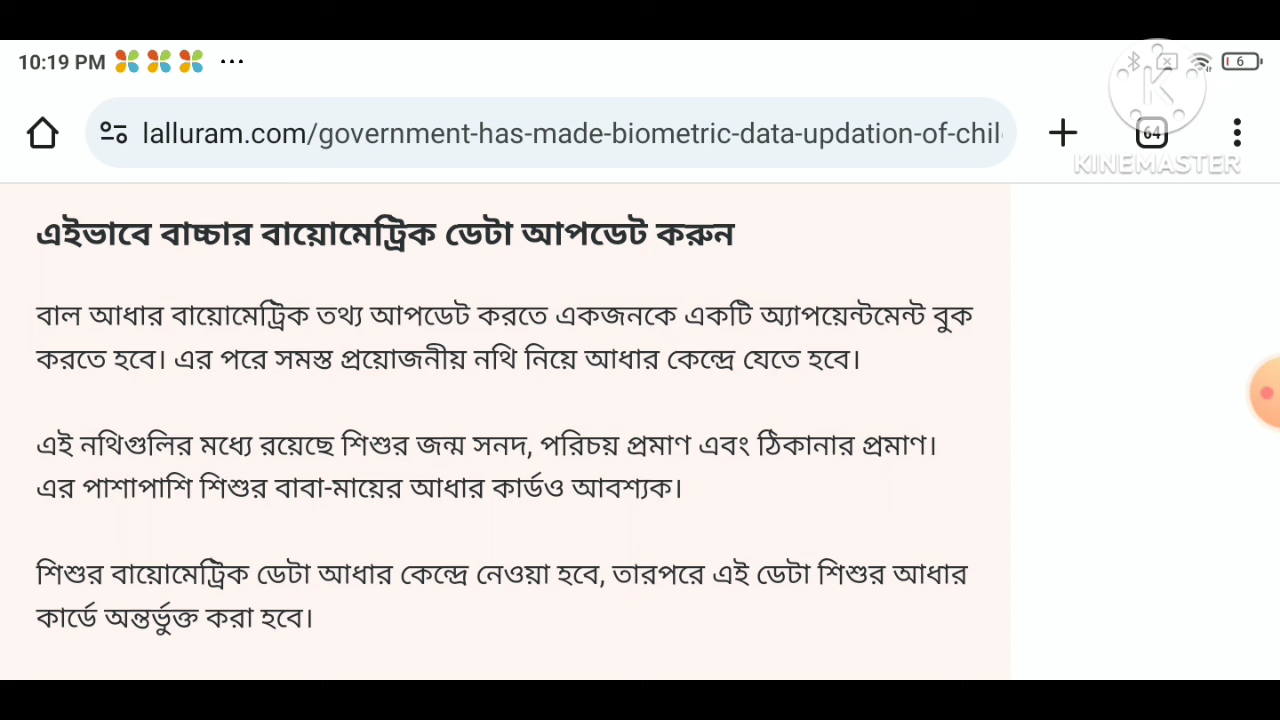 10:19 PM ... 6
lalluram.com/government-has-made-biometric-data-updation-of-chil
64
KINEMASTER
এইভাবে বাচ্চার বায়োমেট্রিক ডেটা আপডেট করুন
বাল আধার বায়োমেট্রিক তথ্য আপডেট করতে একজনকে একটি অ্যাপয়েন্টমেন্ট বুক
করতে হবে। এর পরে সমস্ত প্রয়োজনীয় নথি নিয়ে আধার কেন্দ্রে যেতে হবে।
এই নথিগুলির মধ্যে রয়েছে শিশুর জন্ম সনদ, পরিচয় প্রমাণ এবং ঠিকানার প্রমাণ।
এর পাশাপাশি শিশুর বাবা-মায়ের আধার কার্ডও আবশ্যক।
শিশুর বায়োমেট্রিক ডেটা আধার কেন্দ্রে নেওয়া হবে, তারপরে এই ডেটা শিশুর আধার
কার্ডে অন্তর্ভুক্ত করা হবে।